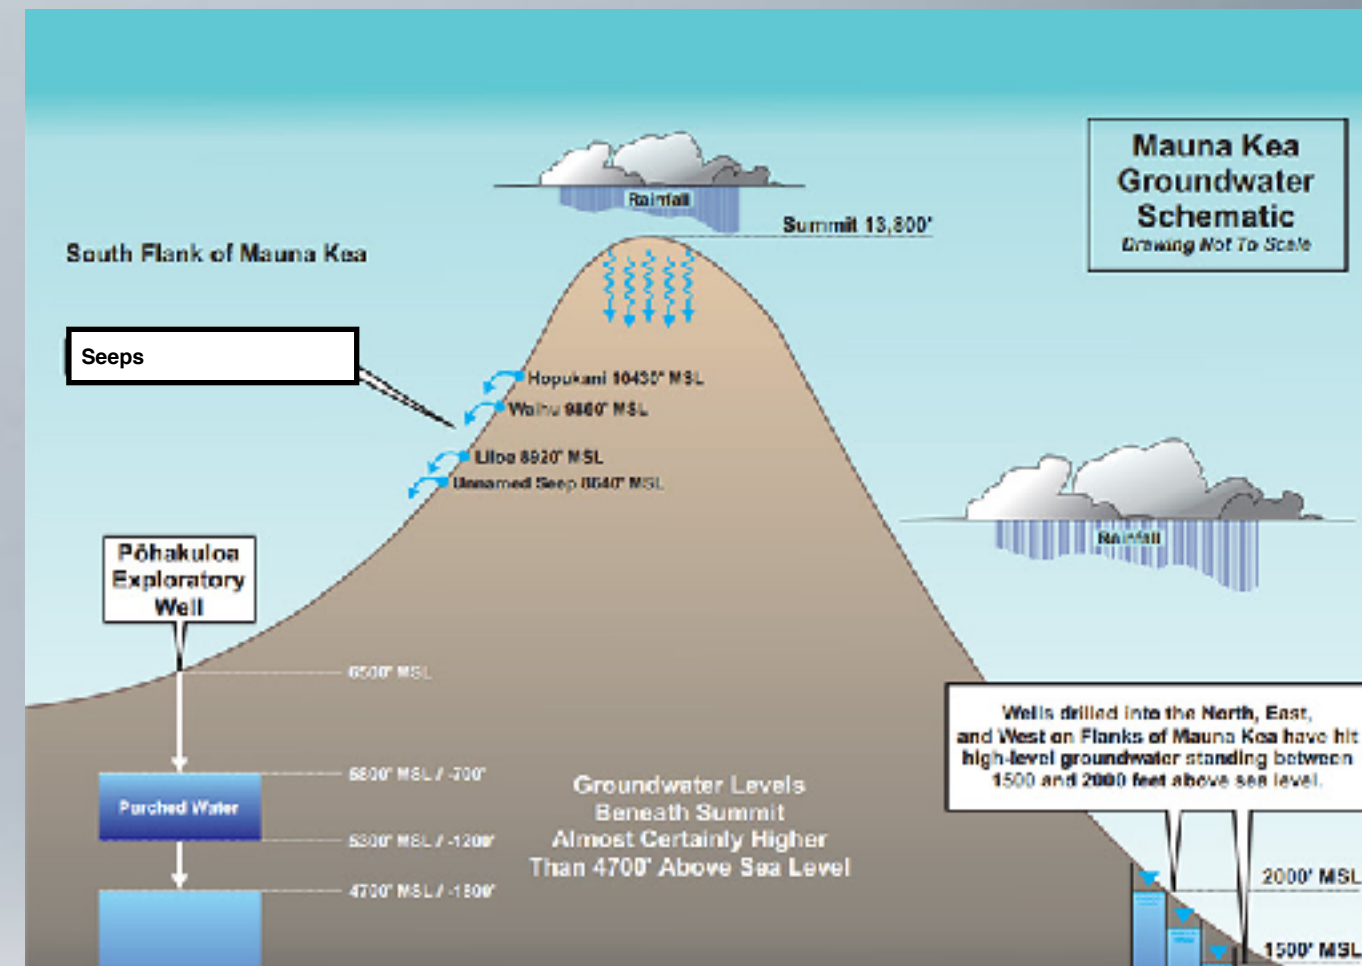 Mauna Kea
Groundwater
Schematic
Drawing Not To Scale
Rainfall
Summit 13,800'
South Flank of Mauna Kea
Seeps
Hopukani 10430' MSL
Waihu 9860' MSL
Liloe 8920' MSL
Unnamed Seep 8640' MSL
Rainfall
Pōhakuloa
Exploratory
Well
6500' MSL
Wells drilled into the North, East,
and West on Flanks of Mauna Kea have hit
high-level groundwater standing between
1500 and 2000 feet above sea level.
5800' MSL / -700'
Parched Water
5300' MSL / -1200'
4700' MSL / -1800'
Groundwater Levels
Beneath Summit
Almost Certainly Higher
Than 4700' Above Sea Level
2000' MSL
1500' MSL